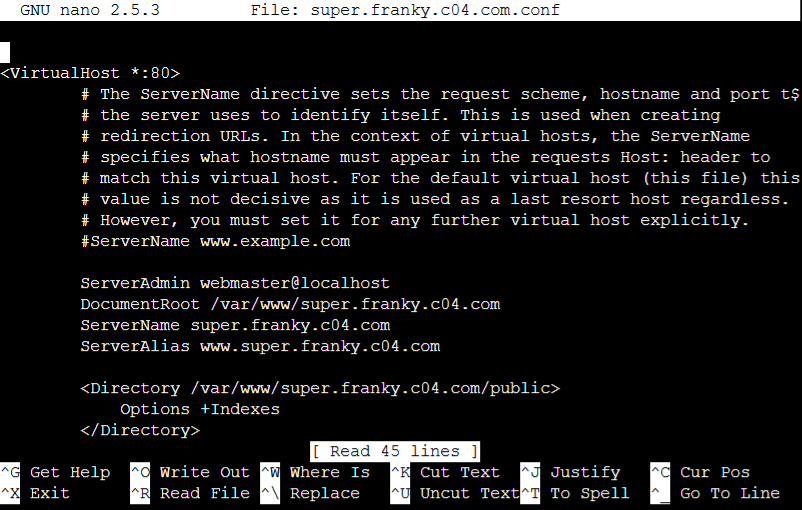 GNU nano 2.5.3 File: super.franky.c04.com.conf
<VirtualHost *:80>
# The ServerName directive sets the request scheme, hostname and port t$
# the server uses to identify itself. This is used when creating
# redirection URLs. In the context of virtual hosts, the ServerName
# specifies what hostname must appear in the requests Host: header to
# match this virtual host. For the default virtual host (this file) this
# value is not decisive as it is used as a last resort host regardless.
# However, you must set it for any further virtual host explicitly.
#ServerName www.example.com
ServerAdmin webmaster@localhost
DocumentRoot /var/www/super.franky.c04.com
ServerName super.franky.c04.com
ServerAlias www.super.franky.c04.com
<Directory /var/www/super.franky.c04.com/public>
Options +Indexes
</Directory>
[ Read 45 lines ]
^G Get Help ^O Write Out ^W Where Is ^K Cut Text ^J Justify ^C Cur Pos
^X Exit ^R Read File ^\ Replace ^U Uncut Text ^T To Spell ^_ Go To Line